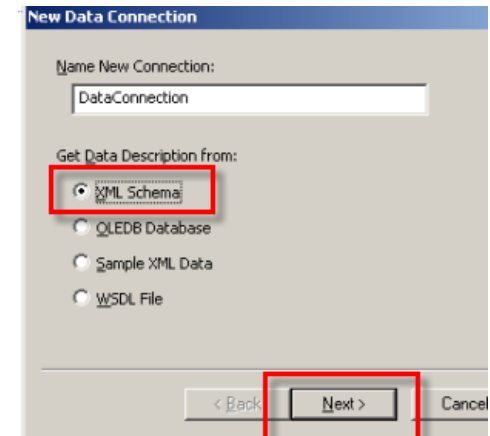 New Data Connection
Name New Connection:
DataConnection
Get Data Description from:
XML Schema
OLEDB Database
Sample XML Data
WSDL File
< Back Next > Cancel